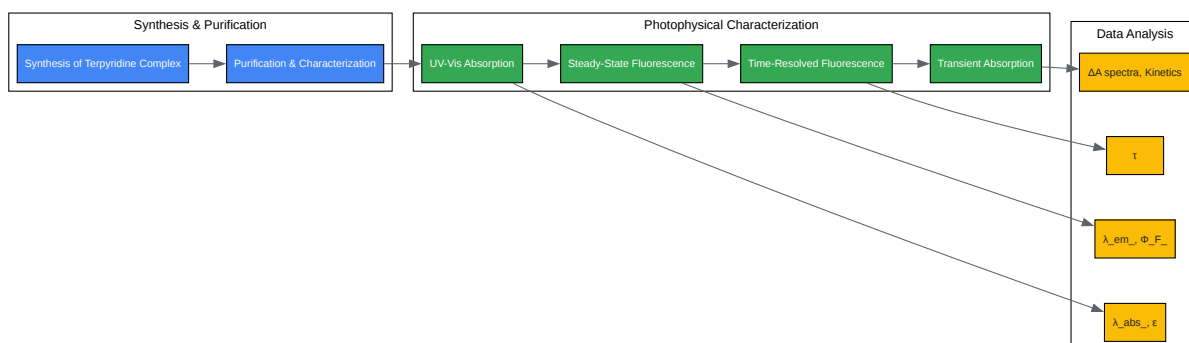 Synthesis & Purification
Synthesis of Terpyridine Complex
Purification & Characterization
Photophysical Characterization
UV-Vis Absorption
Steady-State Fluorescence
Time-Resolved Fluorescence
Transient Absorption
Data Analysis
ΔA spectra, Kinetics
τ
λ_em_, Φ_F_
λ_abs_, ε